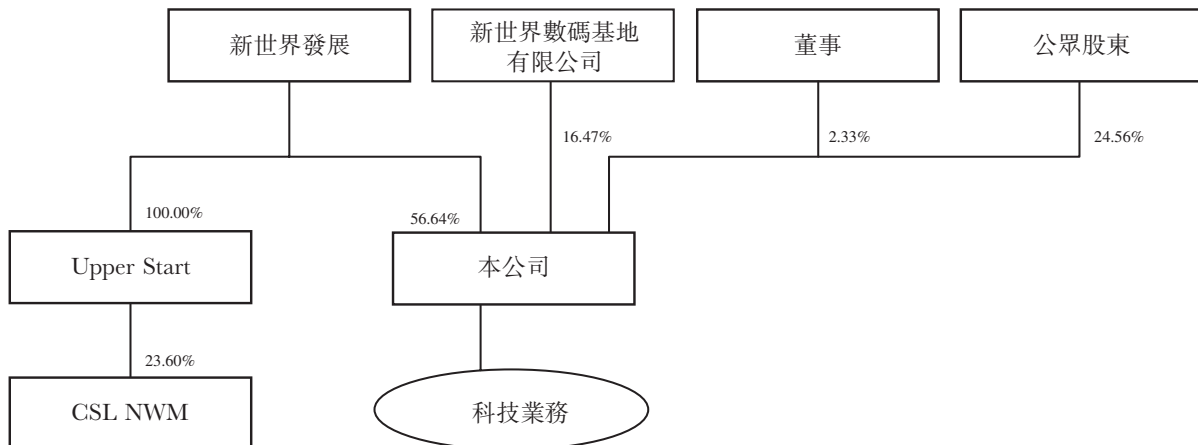 新世界發展
新世界數碼基地
有限公司
董事
公眾股東
16.47%
2.33%
24.56%
100.00%
56.64%
Upper Start
本公司
23.60%
CSL NWM
科技業務